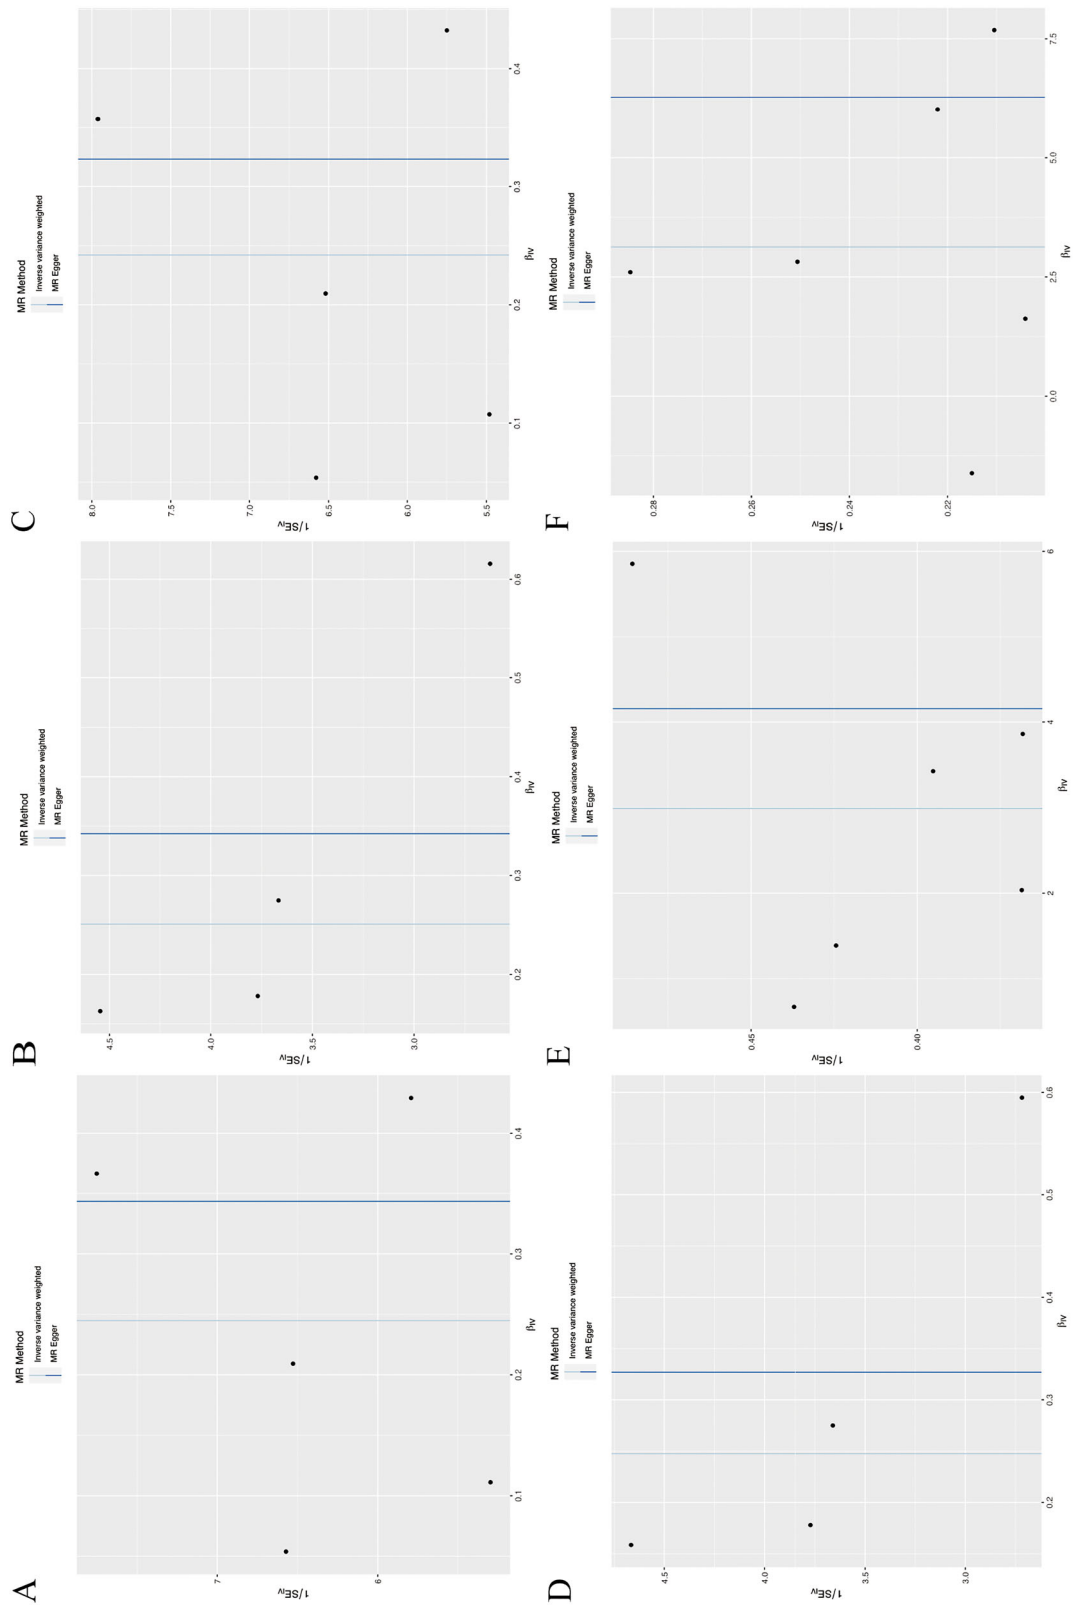 A
MR Method
Inverse variance weighted
MR Egger
7
6
1/SE_IV
0.1
0.2
0.3
0.4
β_IV
B
MR Method
Inverse variance weighted
MR Egger
4.5
4.0
3.5
3.0
1/SE_IV
0.2
0.3
0.4
0.5
0.6
β_IV
C
MR Method
Inverse variance weighted
MR Egger
8.0
7.5
7.0
6.5
6.0
5.5
1/SE_IV
0.1
0.2
0.3
0.4
β_IV
D
MR Method
Inverse variance weighted
MR Egger
4.5
4.0
3.5
3.0
1/SE_IV
0.2
0.3
0.4
0.5
0.6
β_IV
E
MR Method
Inverse variance weighted
MR Egger
0.45
0.40
1/SE_IV
2
4
6
β_IV
F
MR Method
Inverse variance weighted
MR Egger
0.28
0.26
0.24
0.22
1/SE_IV
0.0
2.5
5.0
7.5
β_IV